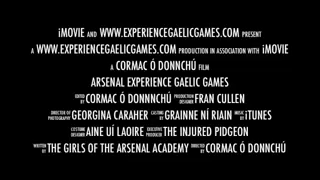 iMOVIE AND WWW.EXPERIENCEGAELICGAMES.COM PRESENT
A WWW.EXPERIENCEGAELICGAMES.COM PRODUCTION IN ASSOCIATION WITH iMOVIE
A CORMAC Ó DONNCHÚ FILM
ARSENAL EXPERIENCE GAELIC GAMES
EDITED BY CORMAC Ó DONNNCHÚ PRODUCTION DESIGNER FRAN CULLEN
DIRECTOR OF PHOTOGRAPHY GEORGINA CARAHER CASTING BY GRAINNE NÍ RIAIN MUSIC BY iTUNES
COSTUME DESIGNER AINE UÍ LAOIRE EXECUTIVE PRODUCER THE INJURED PIDGEON
WRITTEN BY THE GIRLS OF THE ARSENAL ACADEMY DIRECTED BY CORMAC Ó DONNCHÚ